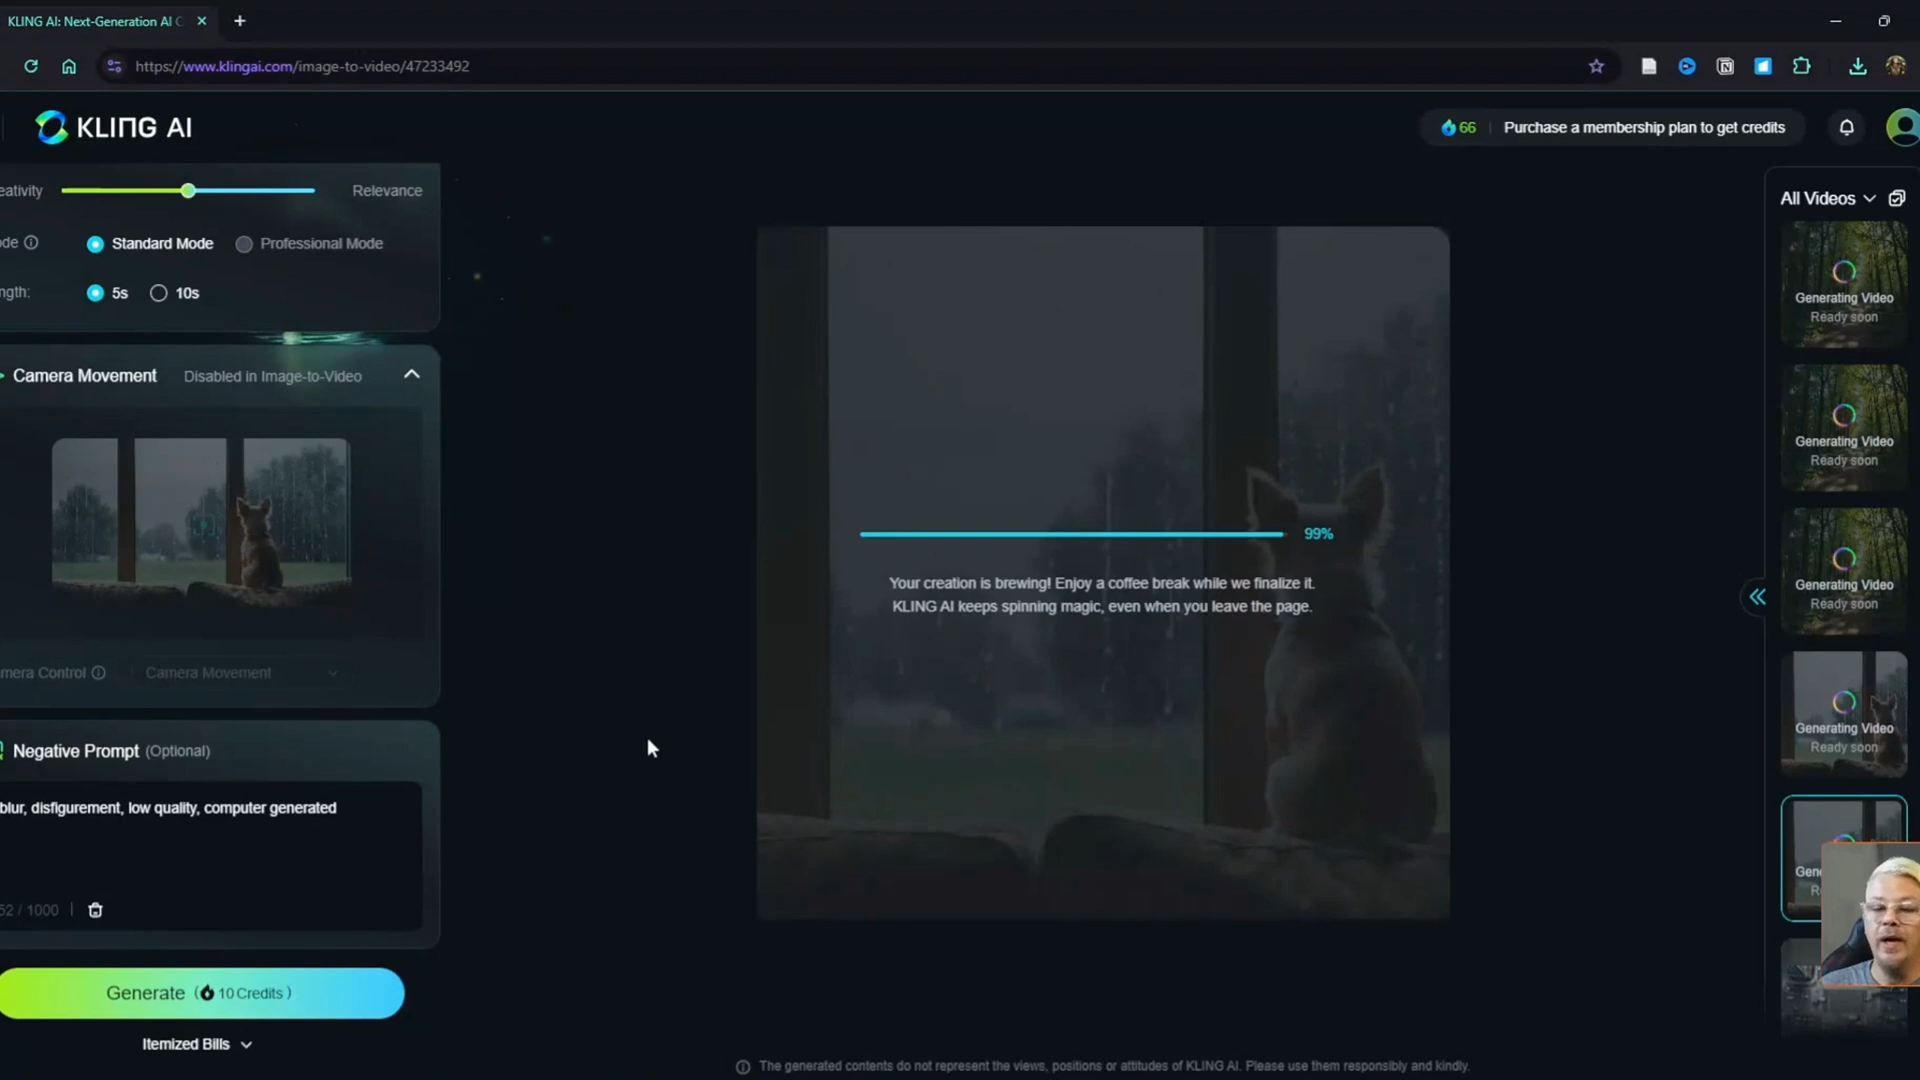 KLING AI: Next-Generation AI C
https://www.klingai.com/image-to-video/47233492
KLING AI
66
Purchase a membership plan to get credits
eativity
Relevance
ode
Standard Mode
Professional Mode
ngth:
5s
10s
Camera Movement
Disabled in Image-to-Video
mera Control
Camera Movement
Negative Prompt (Optional)
blur, disfigurement, low quality, computer generated
52 / 1000
Generate ( 10 Credits )
Itemized Bills
99%
Your creation is brewing! Enjoy a coffee break while we finalize it.
KLING AI keeps spinning magic, even when you leave the page.
The generated contents do not represent the views, positions or attitudes of KLING AI. Please use them responsibly and kindly.
All Videos
Generating Video
Ready soon
Generating Video
Ready soon
Generating Video
Ready soon
Generating Video
Ready soon
Gen
R